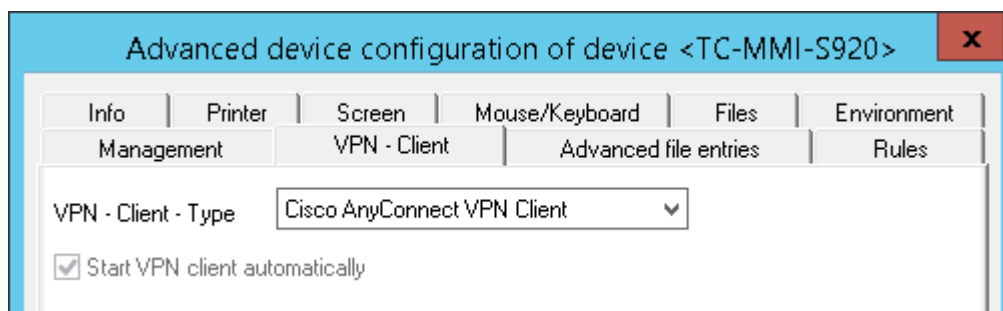 Advanced device configuration of device <TC-MMI-S920>
x
Info Printer Screen Mouse/Keyboard Files Environment
Management VPN - Client Advanced file entries Rules
VPN - Client - Type Cisco AnyConnect VPN Client
Start VPN client automatically